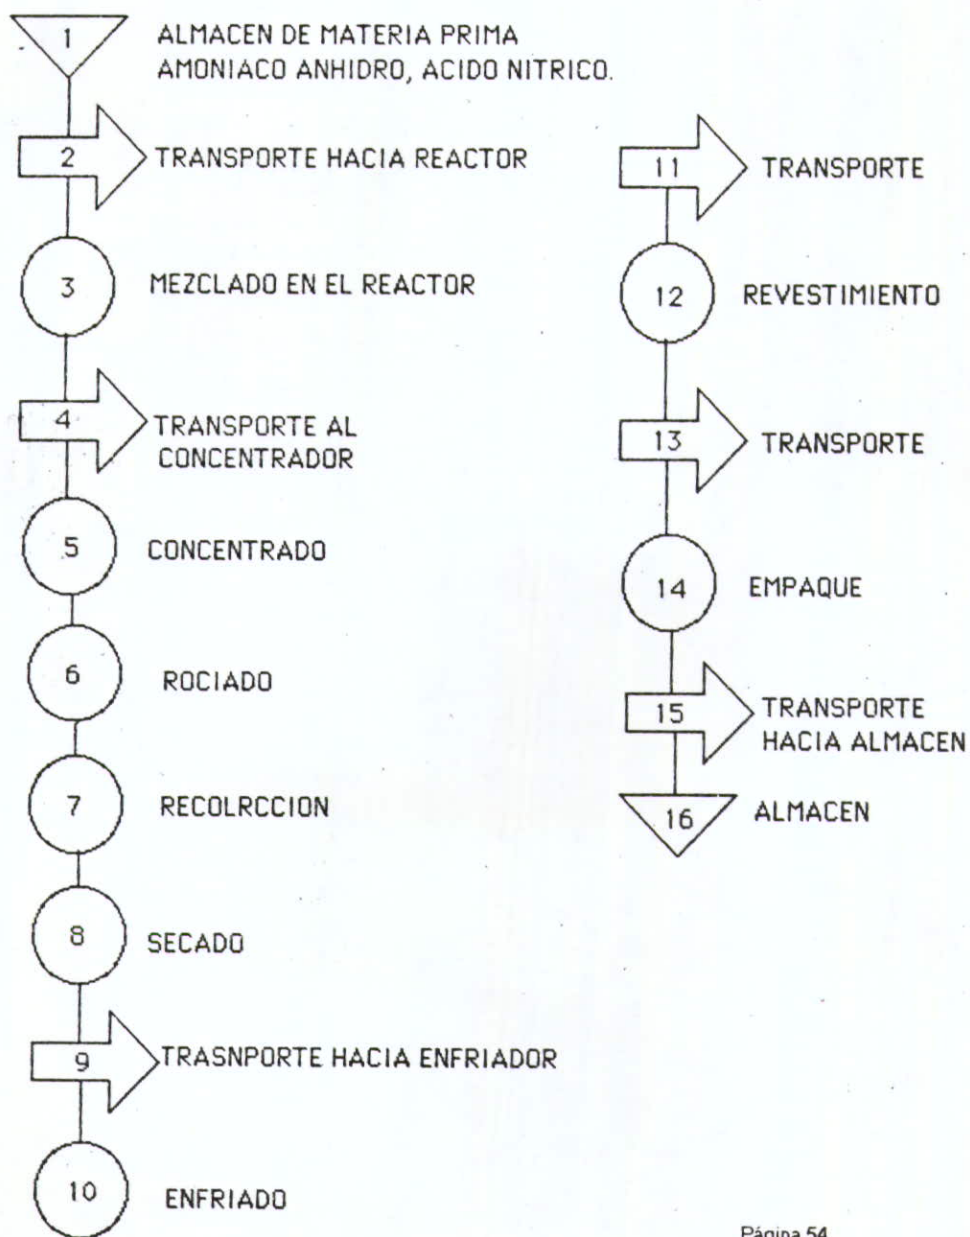 1 ALMACEN DE MATERIA PRIMA
AMONIACO ANHIDRO, ACIDO NITRICO.
2 TRANSPORTE HACIA REACTOR
3 MEZCLADO EN EL REACTOR
4 TRANSPORTE AL
CONCENTRADOR
5 CONCENTRADO
6 ROCIADO
7 RECOLRCCION
8 SECADO
9 TRASNPORTE HACIA ENFRIADOR
10 ENFRIADO
11 TRANSPORTE
12 REVESTIMIENTO
13 TRANSPORTE
14 EMPAQUE
15 TRANSPORTE
HACIA ALMACEN
16 ALMACEN
Página 54